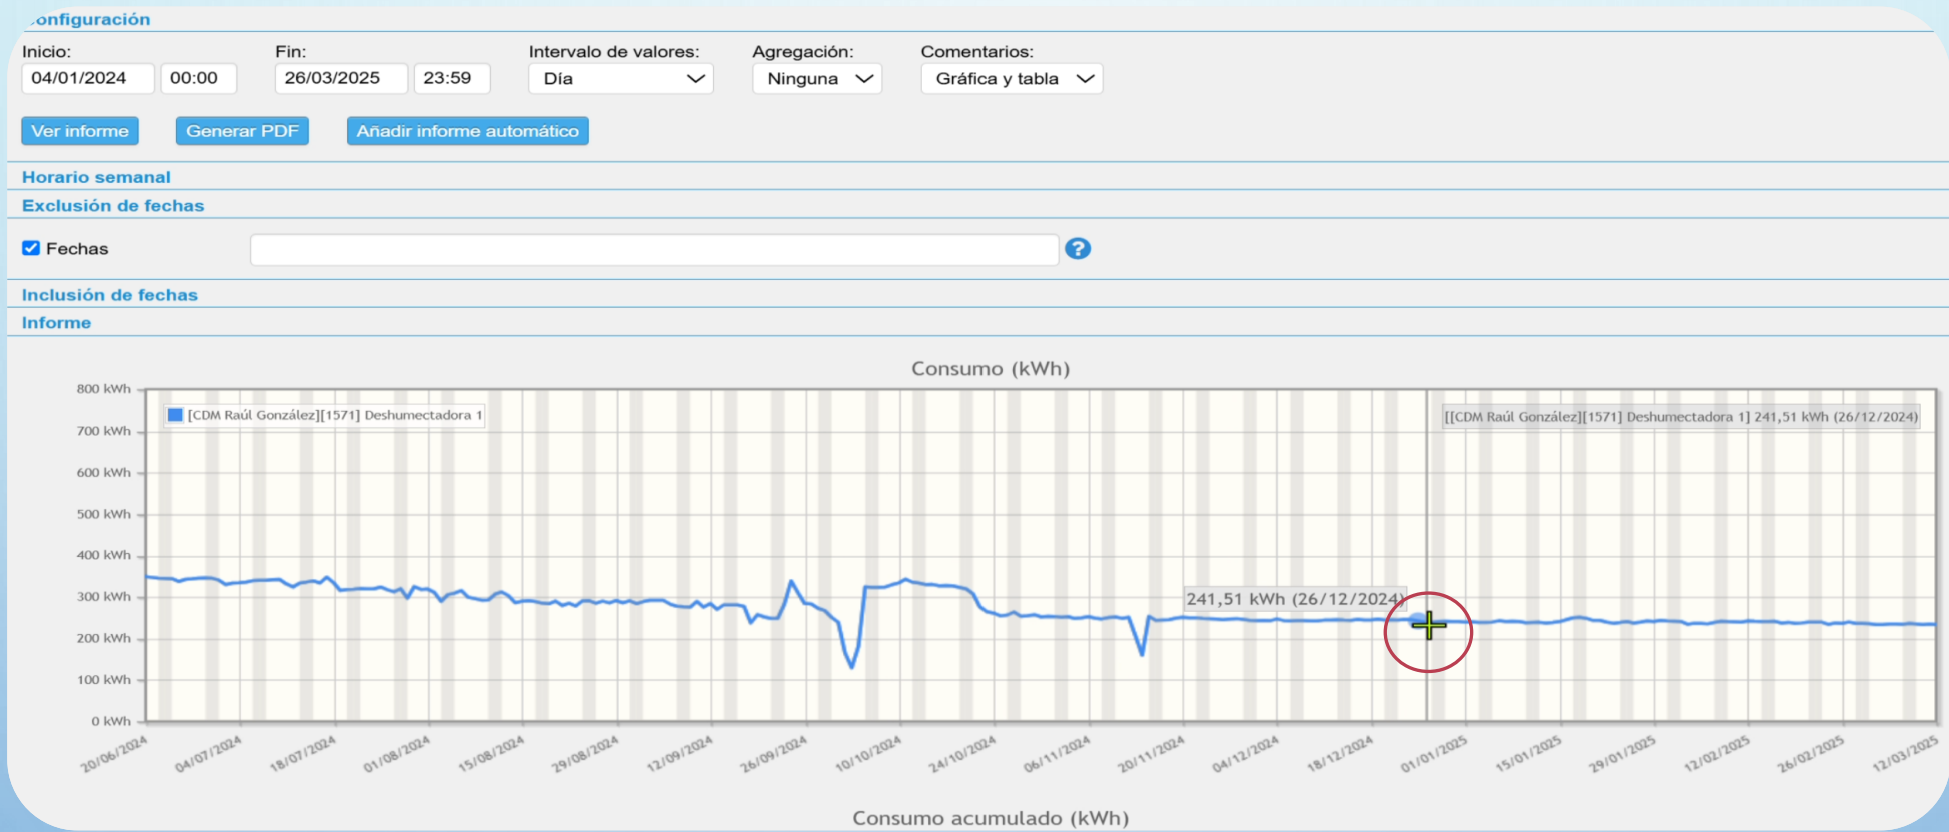 onfiguración
Inicio: Fin: Intervalo de valores: Agregación: Comentarios:
04/01/2024 00:00 26/03/2025 23:59 Día Ninguna Gráfica y tabla
Ver informe Generar PDF Añadir informe automático
Horario semanal
Exclusión de fechas
Fechas ?
Inclusión de fechas
Informe
Consumo (kWh)
800 kWh
[CDM Raúl González][1571] Deshumectadora 1 [[CDM Raúl González][1571] Deshumectadora 1] 241,51 kWh (26/12/2024)
700 kWh
600 kWh
500 kWh
400 kWh
300 kWh 241,51 kWh (26/12/2024)
200 kWh
100 kWh
0 kWh
20/06/2024 04/07/2024 18/07/2024 01/08/2024 15/08/2024 29/08/2024 12/09/2024 26/09/2024 10/10/2024 24/10/2024 06/11/2024 20/11/2024 04/12/2024 18/12/2024 01/01/2025 15/01/2025 29/01/2025 12/02/2025 26/02/2025 12/03/2025
Consumo acumulado (kWh)